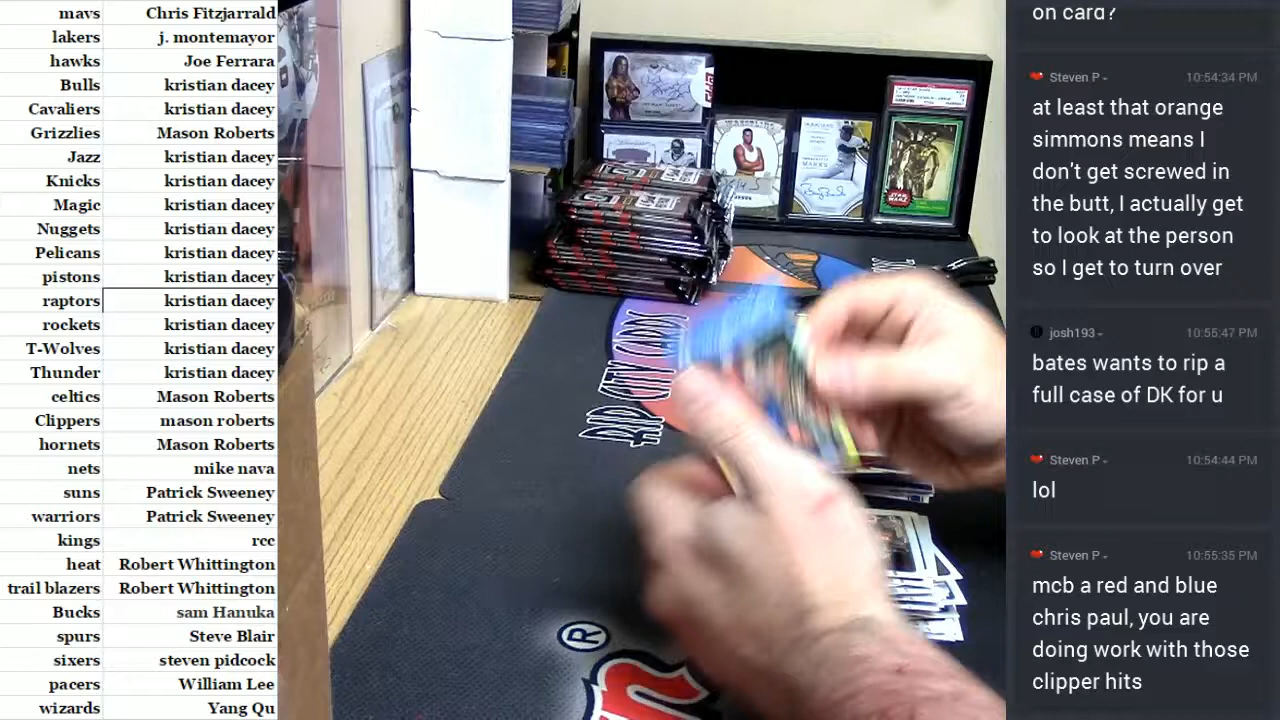 mavs Chris Fitzjarrald
lakers j. montemayor
hawks Joe Ferrara
Bulls kristian dacey
Cavaliers kristian dacey
Grizzlies Mason Roberts
Jazz kristian dacey
Knicks kristian dacey
Magic kristian dacey
Nuggets kristian dacey
Pelicans kristian dacey
pistons kristian dacey
raptors kristian dacey
rockets kristian dacey
T-Wolves kristian dacey
Thunder kristian dacey
celtics Mason Roberts
Clippers mason roberts
hornets Mason Roberts
nets mike nava
suns Patrick Sweeney
warriors Patrick Sweeney
kings rcc
heat Robert Whittington
trail blazers Robert Whittington
Bucks sam Hanuka
spurs Steve Blair
sixers steven pidcock
pacers William Lee
wizards Yang Qu
RIP CITY CARDS
®
STAR WARS
on card?
Steven P 10:54:34 PM
at least that orange
simmons means I
don't get screwed in
the butt, I actually get
to look at the person
so I get to turn over
josh193 10:55:47 PM
bates wants to rip a
full case of DK for u
Steven P 10:54:44 PM
lol
Steven P 10:55:35 PM
mcb a red and blue
chris paul, you are
doing work with those
clipper hits